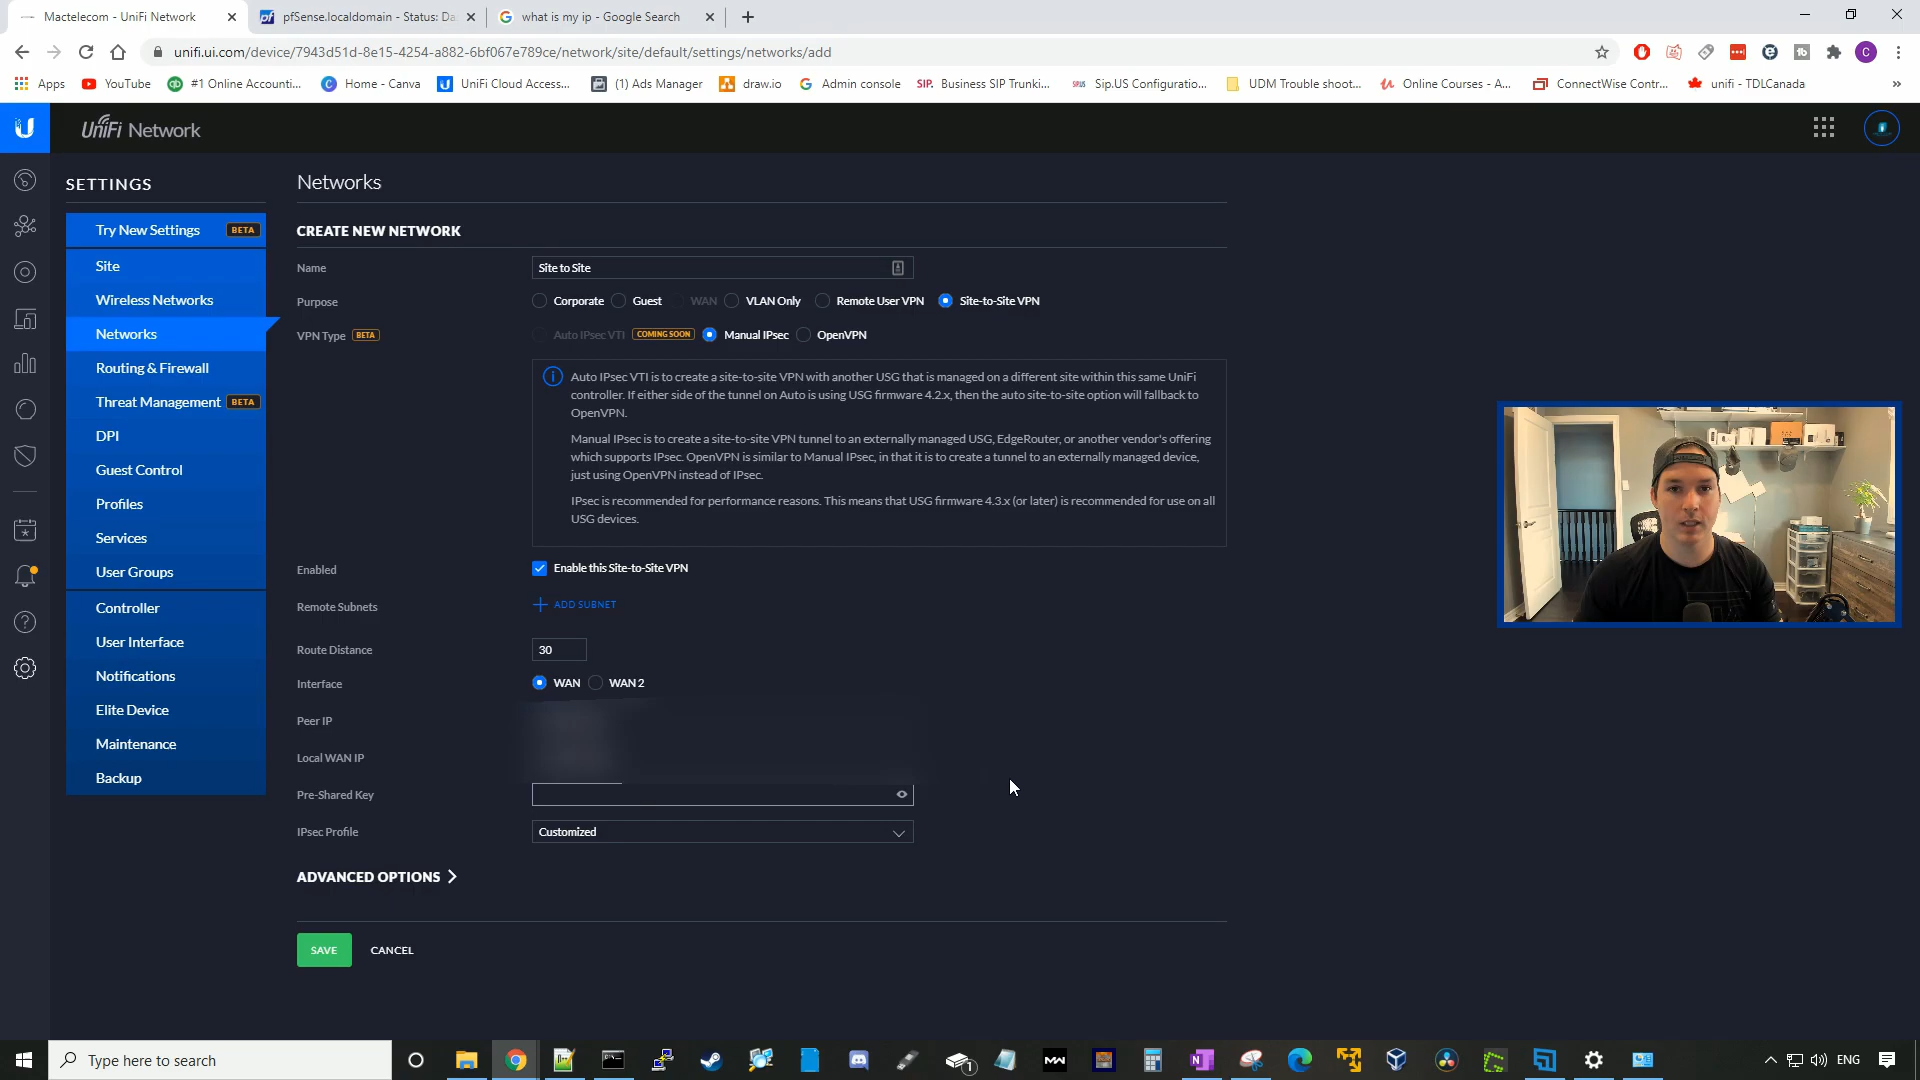 Mactelecom - UniFi Network
pfSense.localdomain - Status: Da
what is my ip - Google Search
unifi.ui.com/device/7943d51d-8e15-4254-a882-6bf067e789ce/network/site/default/settings/networks/add
Apps
YouTube
#1 Online Accounti...
Home - Canva
UniFi Cloud Access...
(1) Ads Manager
draw.io
Admin console
SIP. Business SIP Trunki...
Sip.US Configuratio...
UDM Trouble shoot...
Online Courses - A...
ConnectWise Contr...
unifi - TDLCanada
UniFi Network
SETTINGS
Try New Settings BETA
Site
Wireless Networks
Networks
Routing & Firewall
Threat Management BETA
DPI
Guest Control
Profiles
Services
User Groups
Controller
User Interface
Notifications
Elite Device
Maintenance
Backup
Networks
CREATE NEW NETWORK
Name
Site to Site
Purpose
Corporate Guest WAN VLAN Only Remote User VPN Site-to-Site VPN
VPN Type BETA
Auto IPsec VTI COMING SOON Manual IPsec OpenVPN
Auto IPsec VTI is to create a site-to-site VPN with another USG that is managed on a different site within this same UniFi
controller. If either side of the tunnel on Auto is using USG firmware 4.2.x, then the auto site-to-site option will fallback to
OpenVPN.
Manual IPsec is to create a site-to-site VPN tunnel to an externally managed USG, EdgeRouter, or another vendor's offering
which supports IPsec. OpenVPN is similar to Manual IPsec, in that it is to create a tunnel to an externally managed device,
just using OpenVPN instead of IPsec.
IPsec is recommended for performance reasons. This means that USG firmware 4.3.x (or later) is recommended for use on all
USG devices.
Enabled
Enable this Site-to-Site VPN
Remote Subnets
ADD SUBNET
Route Distance
30
Interface
WAN WAN 2
Peer IP
Local WAN IP
Pre-Shared Key
IPsec Profile
Customized
ADVANCED OPTIONS
SAVE CANCEL
Type here to search
MW
ENG